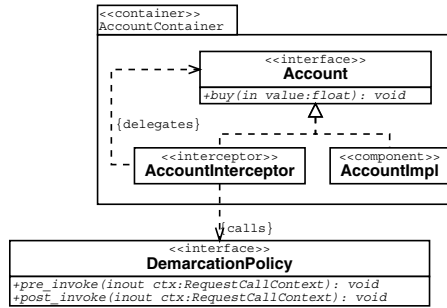 <<container>>
AccountContainer
<<interface>>
Account
+buy(in value:float): void
{delegates}
<<interceptor>>
AccountInterceptor
<<component>>
AccountImpl
{calls}
<<interface>>
DemarcationPolicy
+pre_invoke(inout ctx:RequestCallContext): void
+post_invoke(inout ctx:RequestCallContext): void